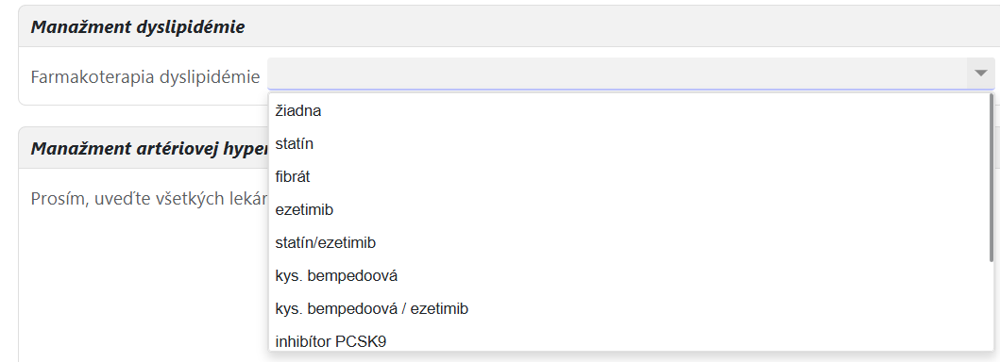 Manažment dyslipidémie
Farmakoterapia dyslipidémie
žiadna
statín
fibrát
ezetimib
statín/ezetimib
kys. bempedoová
kys. bempedoová / ezetimib
inhibítor PCSK9
Manažment artériovej hyper
Prosím, uveďte všetkých lekár